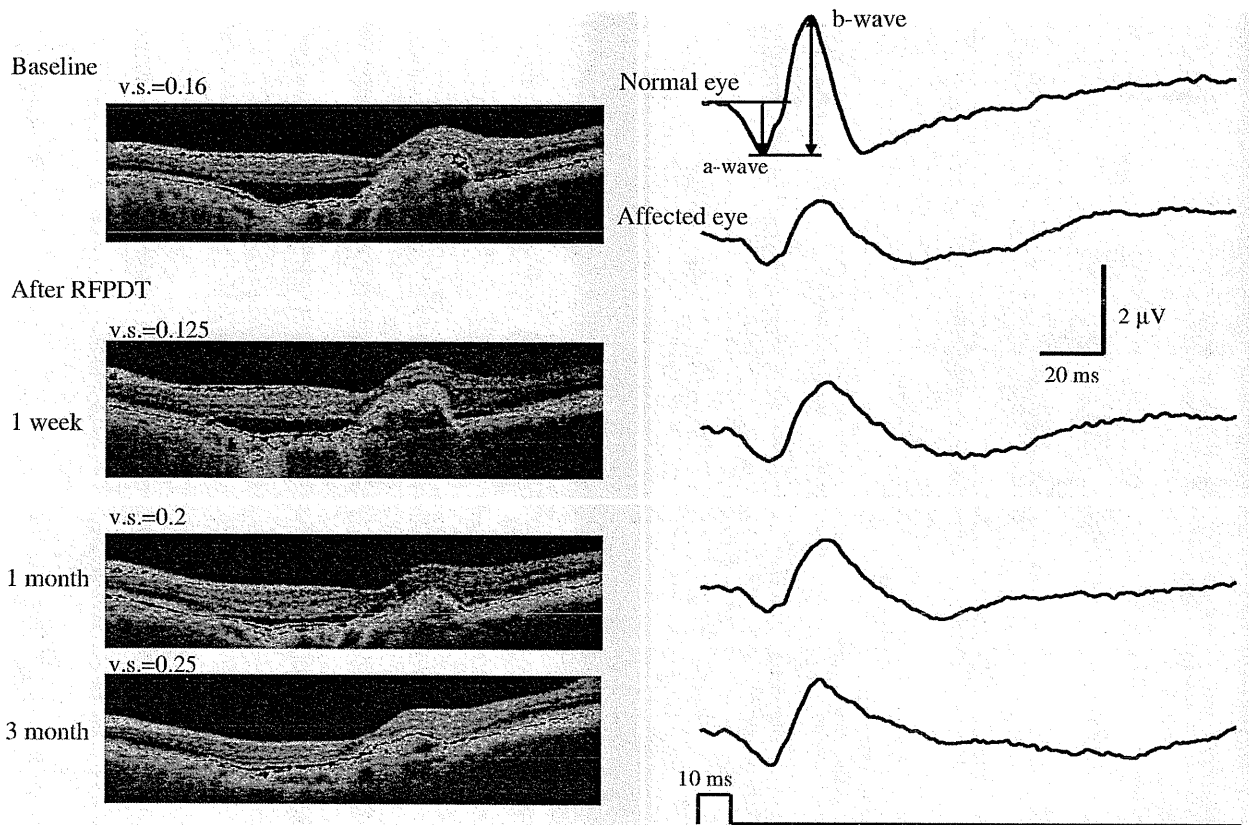 Baseline
v.s.=0.16
After RFPDT
v.s.=0.125
1 week
v.s.=0.2
1 month
v.s.=0.25
3 month
b-wave
Normal eye
a-wave
Affected eye
2 µV
20 ms
10 ms